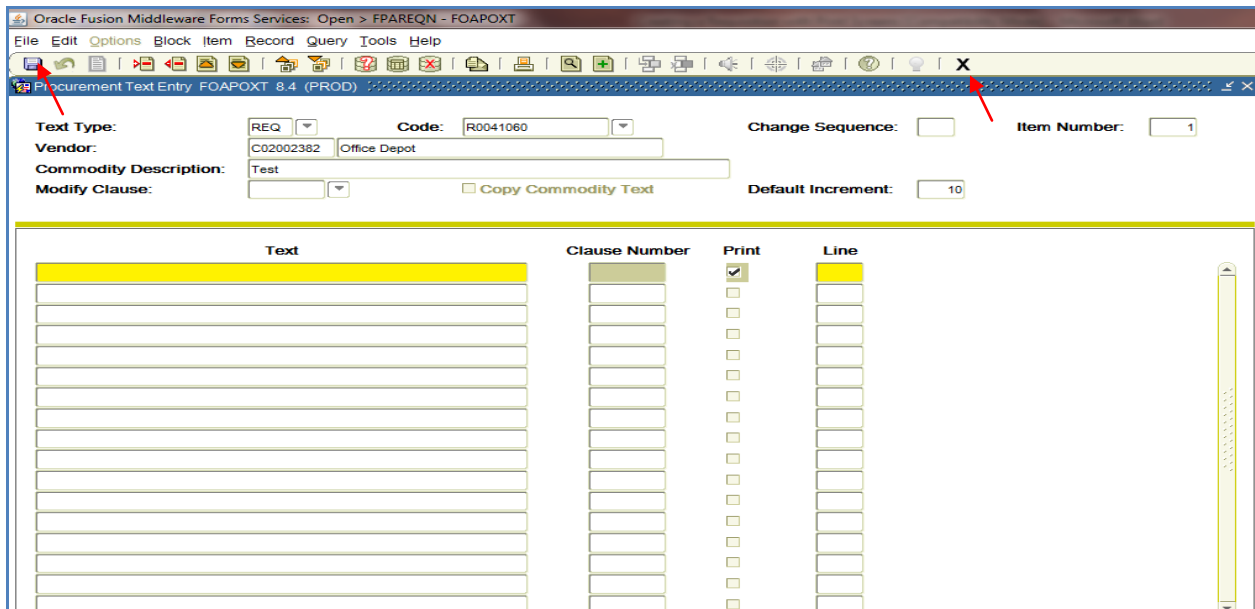 Oracle Fusion Middleware Forms Services: Open > FPAREQN - FOAPOXT
File Edit Options Block Item Record Query Tools Help
Procurement Text Entry FOAPOXT 8.4 (PROD)
Text Type: REQ Code: R0041060 Change Sequence: Item Number: 1
Vendor: C02002382 Office Depot
Commodity Description: Test
Modify Clause: Copy Commodity Text Default Increment: 10
Text Clause Number Print Line